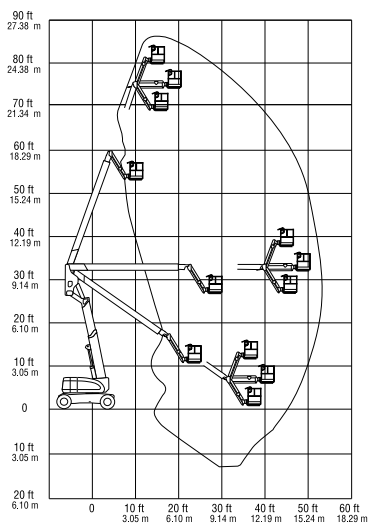 90 ft
27.38 m
80 ft
24.38 m
70 ft
21.34 m
60 ft
18.29 m
50 ft
15.24 m
40 ft
12.19 m
30 ft
9.14 m
20 ft
6.10 m
10 ft
3.05 m
0
10 ft
3.05 m
20 ft
6.10 m
0 10 ft 20 ft 30 ft 40 ft 50 ft 60 ft
3.05 m 6.10 m 9.14 m 12.19 m 15.24 m 18.29 m